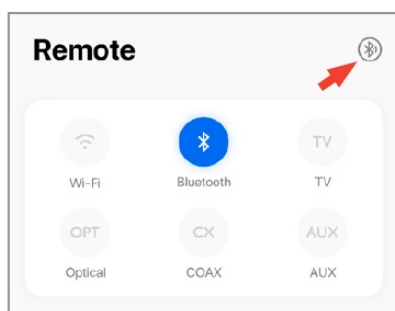 Remote
TV
Wi-Fi Bluetooth TV
OPT CX AUX
Optical COAX AUX